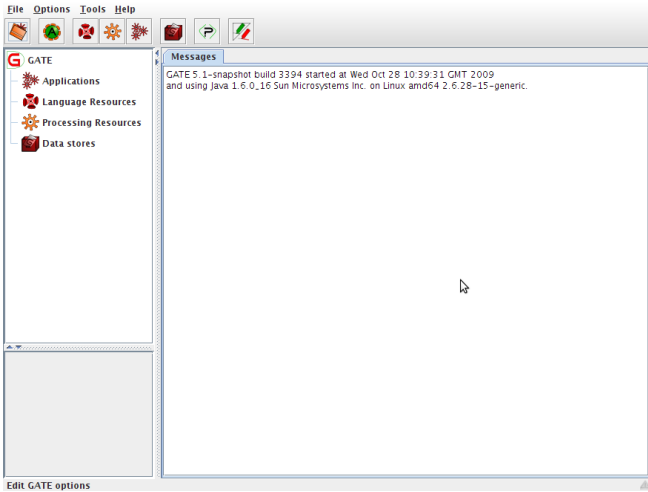 File Options Tools Help
Messages
GATE
Applications
Language Resources
Processing Resources
Data stores
GATE 5.1-snapshot build 3394 started at Wed Oct 28 10:39:31 GMT 2009
and using Java 1.6.0_16 Sun Microsystems Inc. on Linux amd64 2.6.28-15-generic.
Edit GATE options